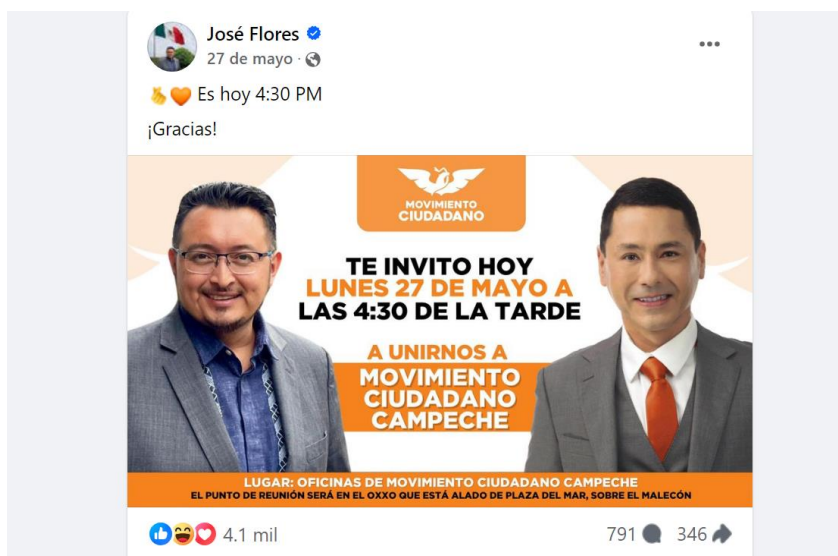 José Flores
27 de mayo ·
Es hoy 4:30 PM
¡Gracias!
MOVIMIENTO
CIUDADANO
TE INVITO HOY
LUNES 27 DE MAYO A
LAS 4:30 DE LA TARDE
A UNIRNOS A
MOVIMIENTO
CIUDADANO
CAMPECHE
LUGAR: OFICINAS DE MOVIMIENTO CIUDADANO CAMPECHE
EL PUNTO DE REUNIÓN SERÁ EN EL OXXO QUE ESTÁ ALADO DE PLAZA DEL MAR, SOBRE EL MALECÓN
4.1 mil
791
346